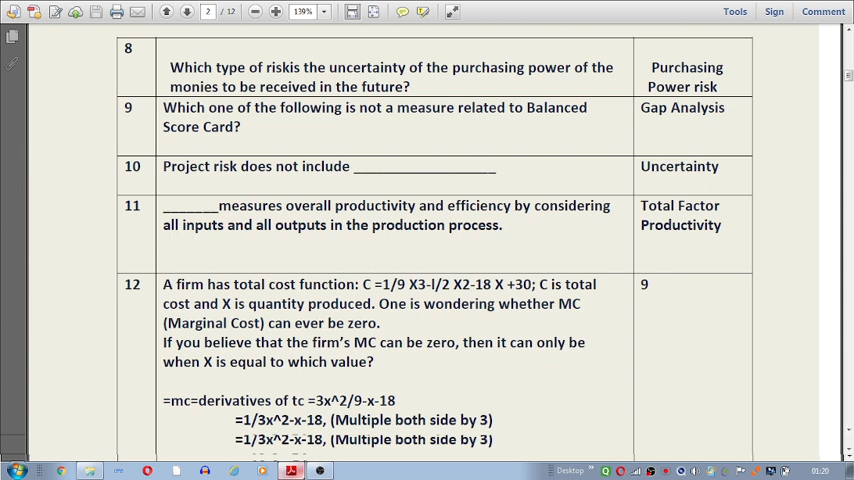 2 / 12
139%
Tools
Sign
Comment
8
Which type of riskis the uncertainty of the purchasing power of the
monies to be received in the future?
Purchasing
Power risk
9
Which one of the following is not a measure related to Balanced
Score Card?
Gap Analysis
10
Project risk does not include __________________
Uncertainty
11
_______measures overall productivity and efficiency by considering
all inputs and all outputs in the production process.
Total Factor
Productivity
12
A firm has total cost function: C =1/9 X3-l/2 X2-18 X +30; C is total
cost and X is quantity produced. One is wondering whether MC
(Marginal Cost) can ever be zero.
If you believe that the firm's MC can be zero, then it can only be
when X is equal to which value?
9
=mc=derivatives of tc =3x^2/9-x-18
=1/3x^2-x-18, (Multiple both side by 3)
=1/3x^2-x-18, (Multiple both side by 3)
Desktop
01:20